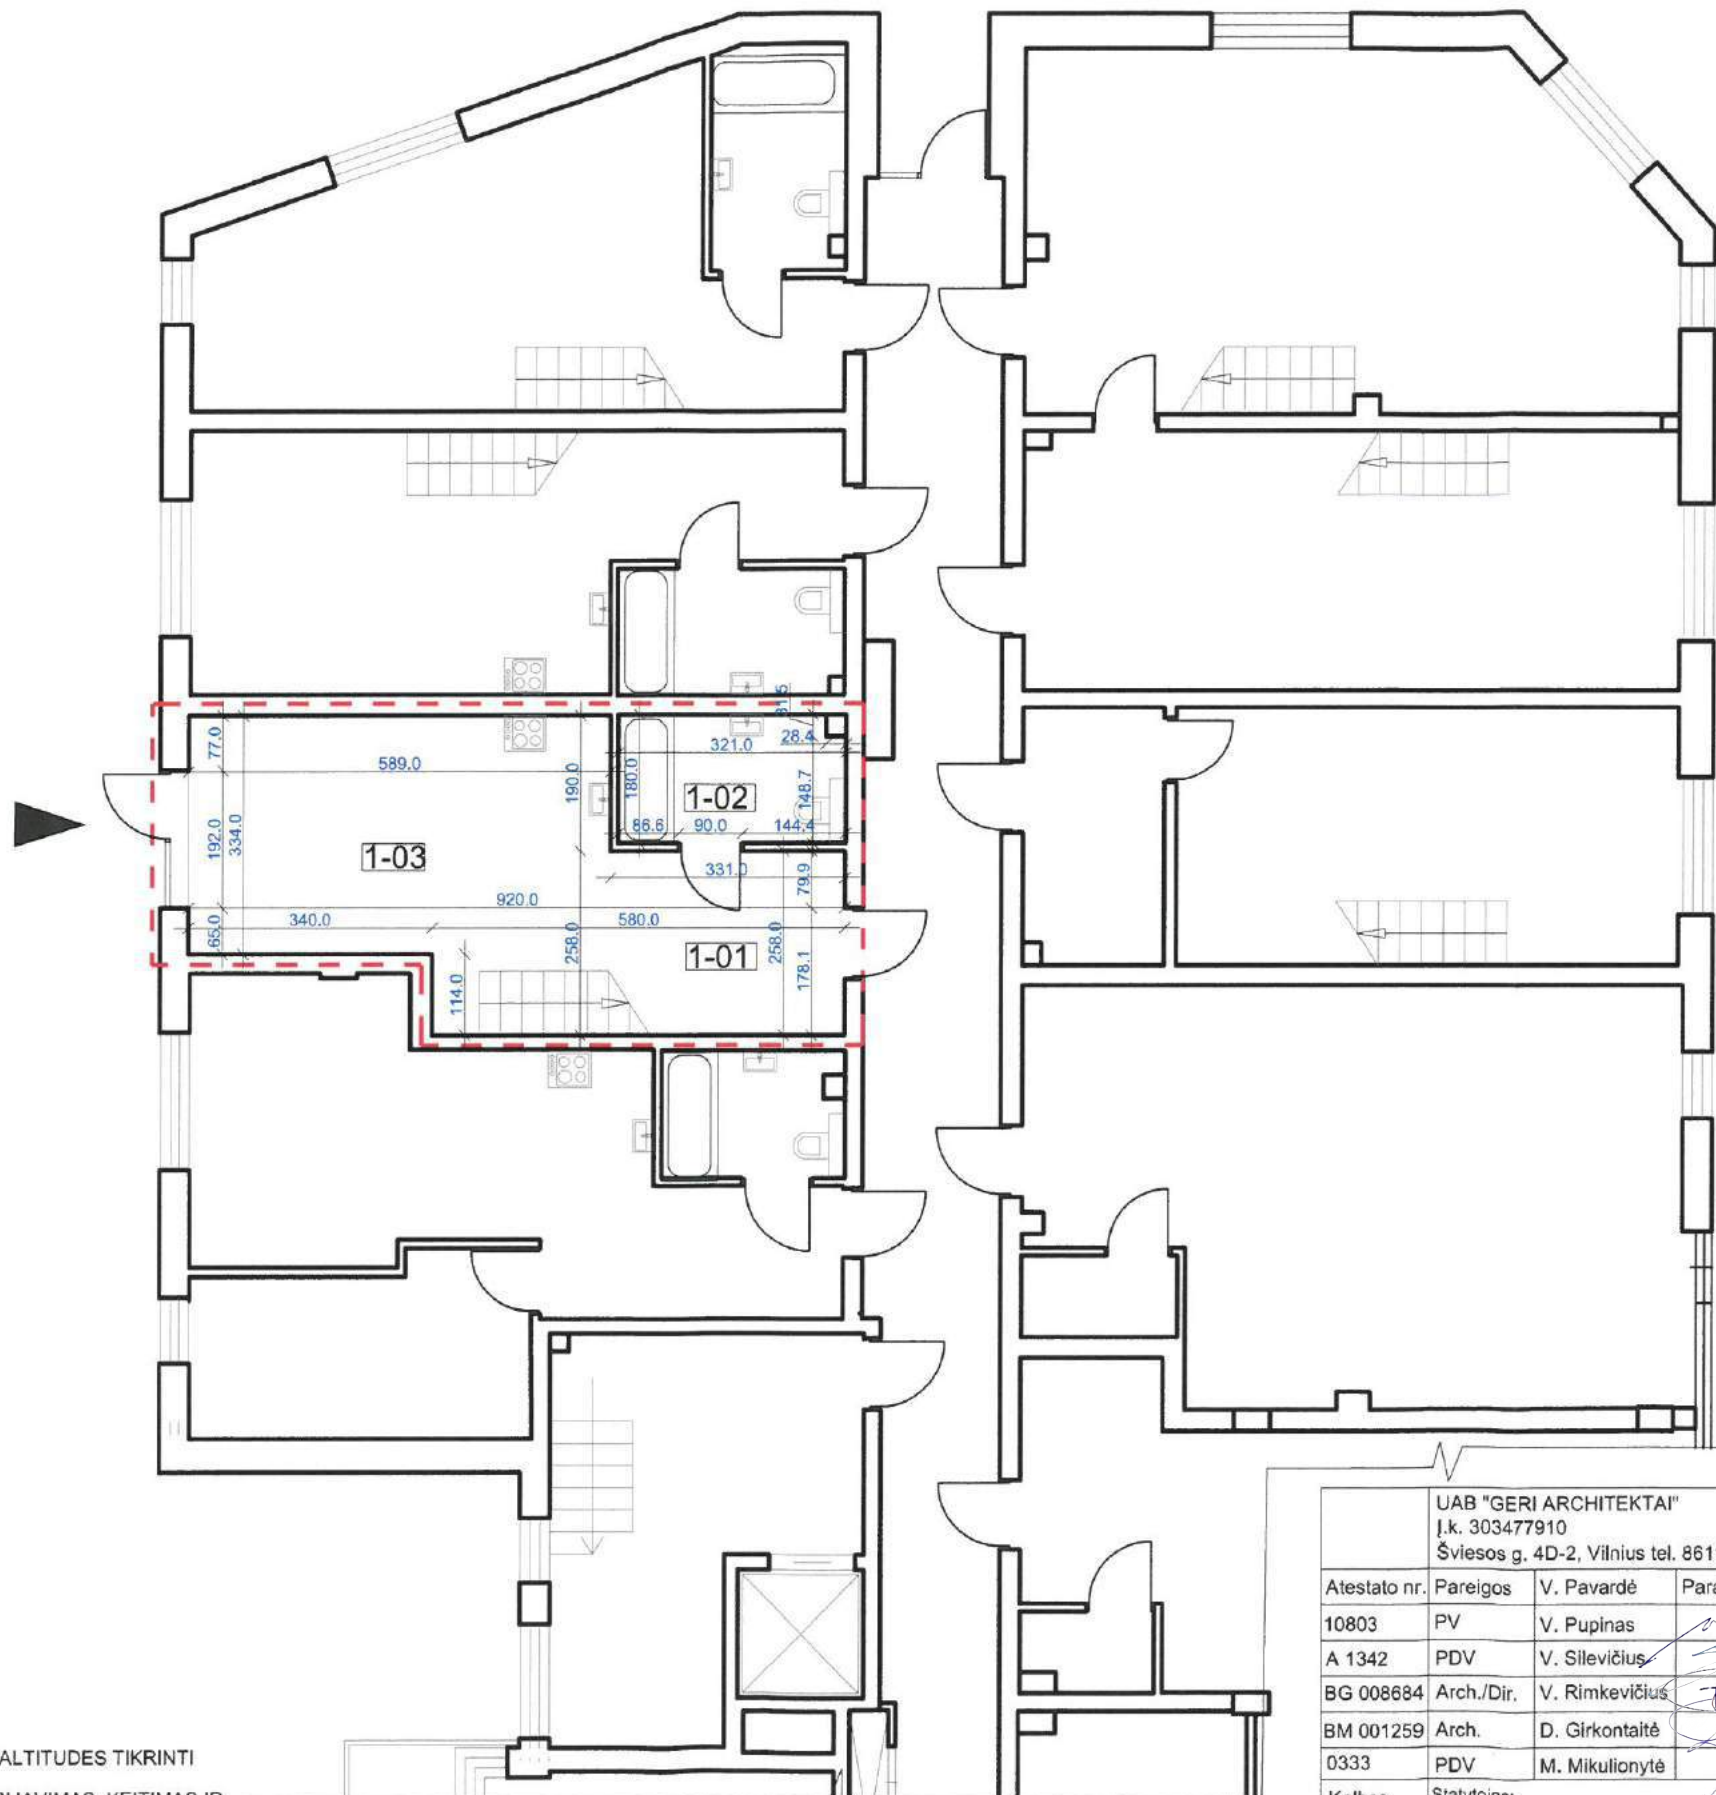 31.5
77.0
589.0
190.0
180.0
321.0
28.4
1-02
148.7
192.0
334.0
86.6
90.0
144.4
1-03
331.0
79.9
920.0
65.0
340.0
580.0
258.0
258.0
1-01
178.1
114.0
UAB "GERI ARCHITEKTAI"
Į.k. 303477910
Šviesos g. 4D-2, Vilnius tel. 861
Atestato nr. Pareigos V. Pavardė Para
10803 PV V. Pupinas
A 1342 PDV V. Silevičius
BG 008684 Arch./Dir. V. Rimkevičius
BM 001259 Arch. D. Girkontaitė
0333 PDV M. Mikulionytė
ALTITUDES TIKRINTI